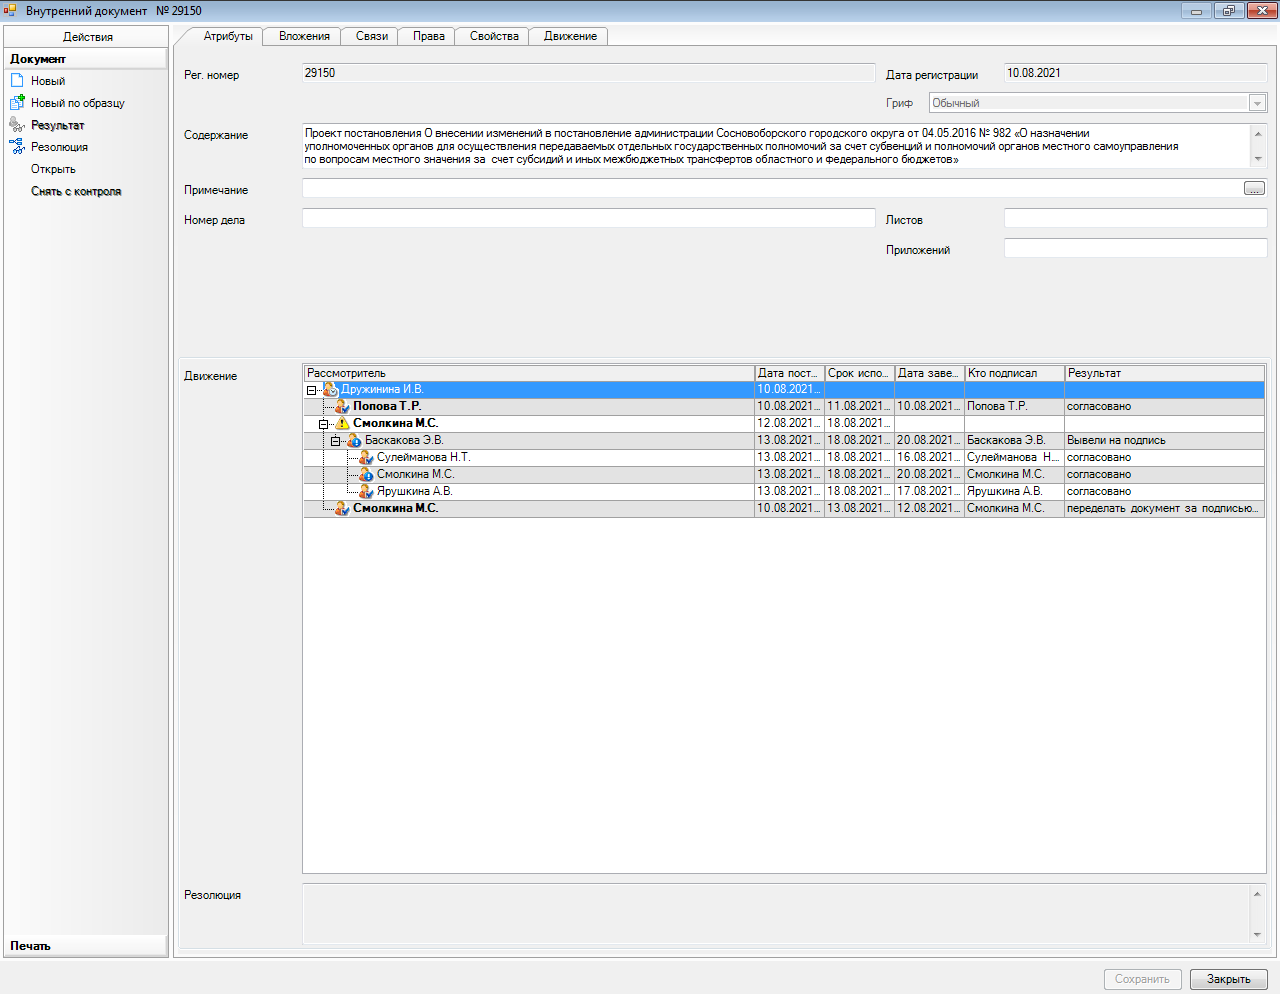 Внутренний документ № 29150
Действия
Документ
Новый
Новый по образцу
Результат
Резолюция
Открыть
Снять с контроля
Печать
Атрибуты Вложения Связи Права Свойства Движение
Рег. номер 29150 Дата регистрации 10.08.2021
Гриф Обычный
Содержание
Проект постановления О внесении изменений в постановление администрации Сосновоборского городского округа от 04.05.2016 № 982 «О назначении
уполномоченных органов для осуществления передаваемых отдельных государственных полномочий за счет субвенций и полномочий органов местного самоуправления
по вопросам местного значения за счет субсидий и иных межбюджетных трансфертов областного и федерального бюджетов»
Примечание ...
Номер дела Листов
Приложений
Движение
Рассмотритель Дата пост... Срок испо... Дата заве... Кто подписал Результат
Дружинина И.В. 10.08.2021...
Попова Т.Р. 10.08.2021... 11.08.2021... 10.08.2021... Попова Т.Р. согласовано
Смолкина М.С. 12.08.2021... 18.08.2021...
Баскакова Э.В. 13.08.2021... 18.08.2021... 20.08.2021... Баскакова Э.В. Вывели на подпись
Сулейманова Н.Т. 13.08.2021... 18.08.2021... 16.08.2021... Сулейманова Н.... согласовано
Смолкина М.С. 13.08.2021... 18.08.2021... 20.08.2021... Смолкина М.С. согласовано
Ярушкина А.В. 13.08.2021... 18.08.2021... 17.08.2021... Ярушкина А.В. согласовано
Смолкина М.С. 10.08.2021... 13.08.2021... 12.08.2021... Смолкина М.С. переделать документ за подписью...
Резолюция
Сохранить Закрыть